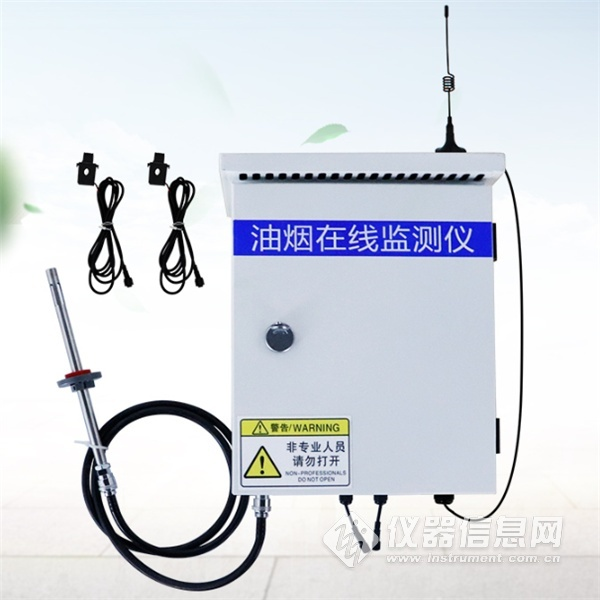 油烟在线监测仪
警告/WARNING
非专业人员
请勿打开
NON-PROFESSIONALS
DO NOT OPEN
仪器信息网
www.instrument.com.cn